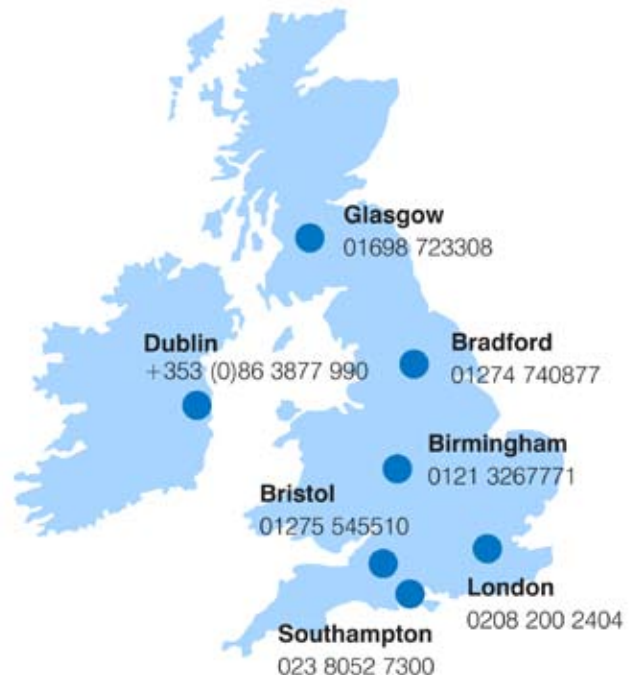 Glasgow
01698 723308
Dublin
+353 (0)86 3877 990
Bradford
01274 740877
Birmingham
0121 3267771
Bristol
01275 545510
London
0208 200 2404
Southampton
023 8052 7300